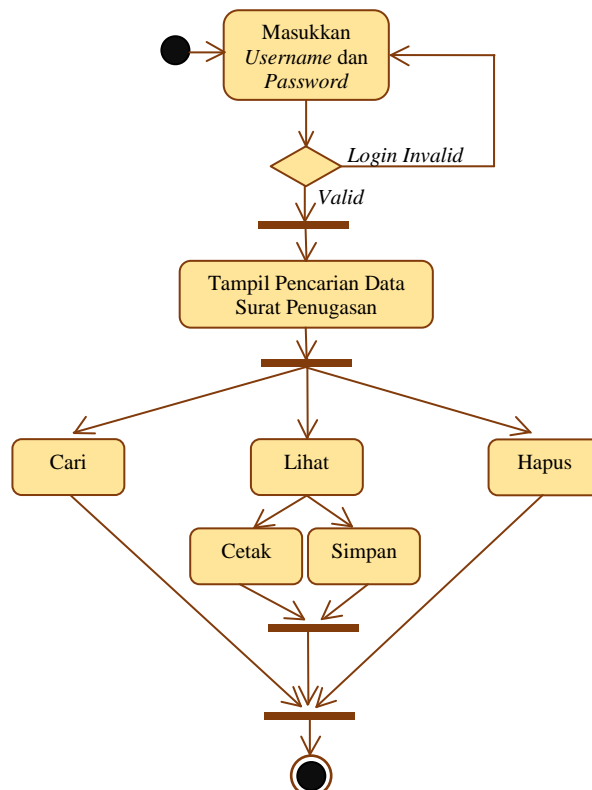 Masukkan
Username dan
Password
Login Invalid
Valid
Tampil Pencarian Data
Surat Penugasan
Cari
Lihat
Hapus
Cetak
Simpan